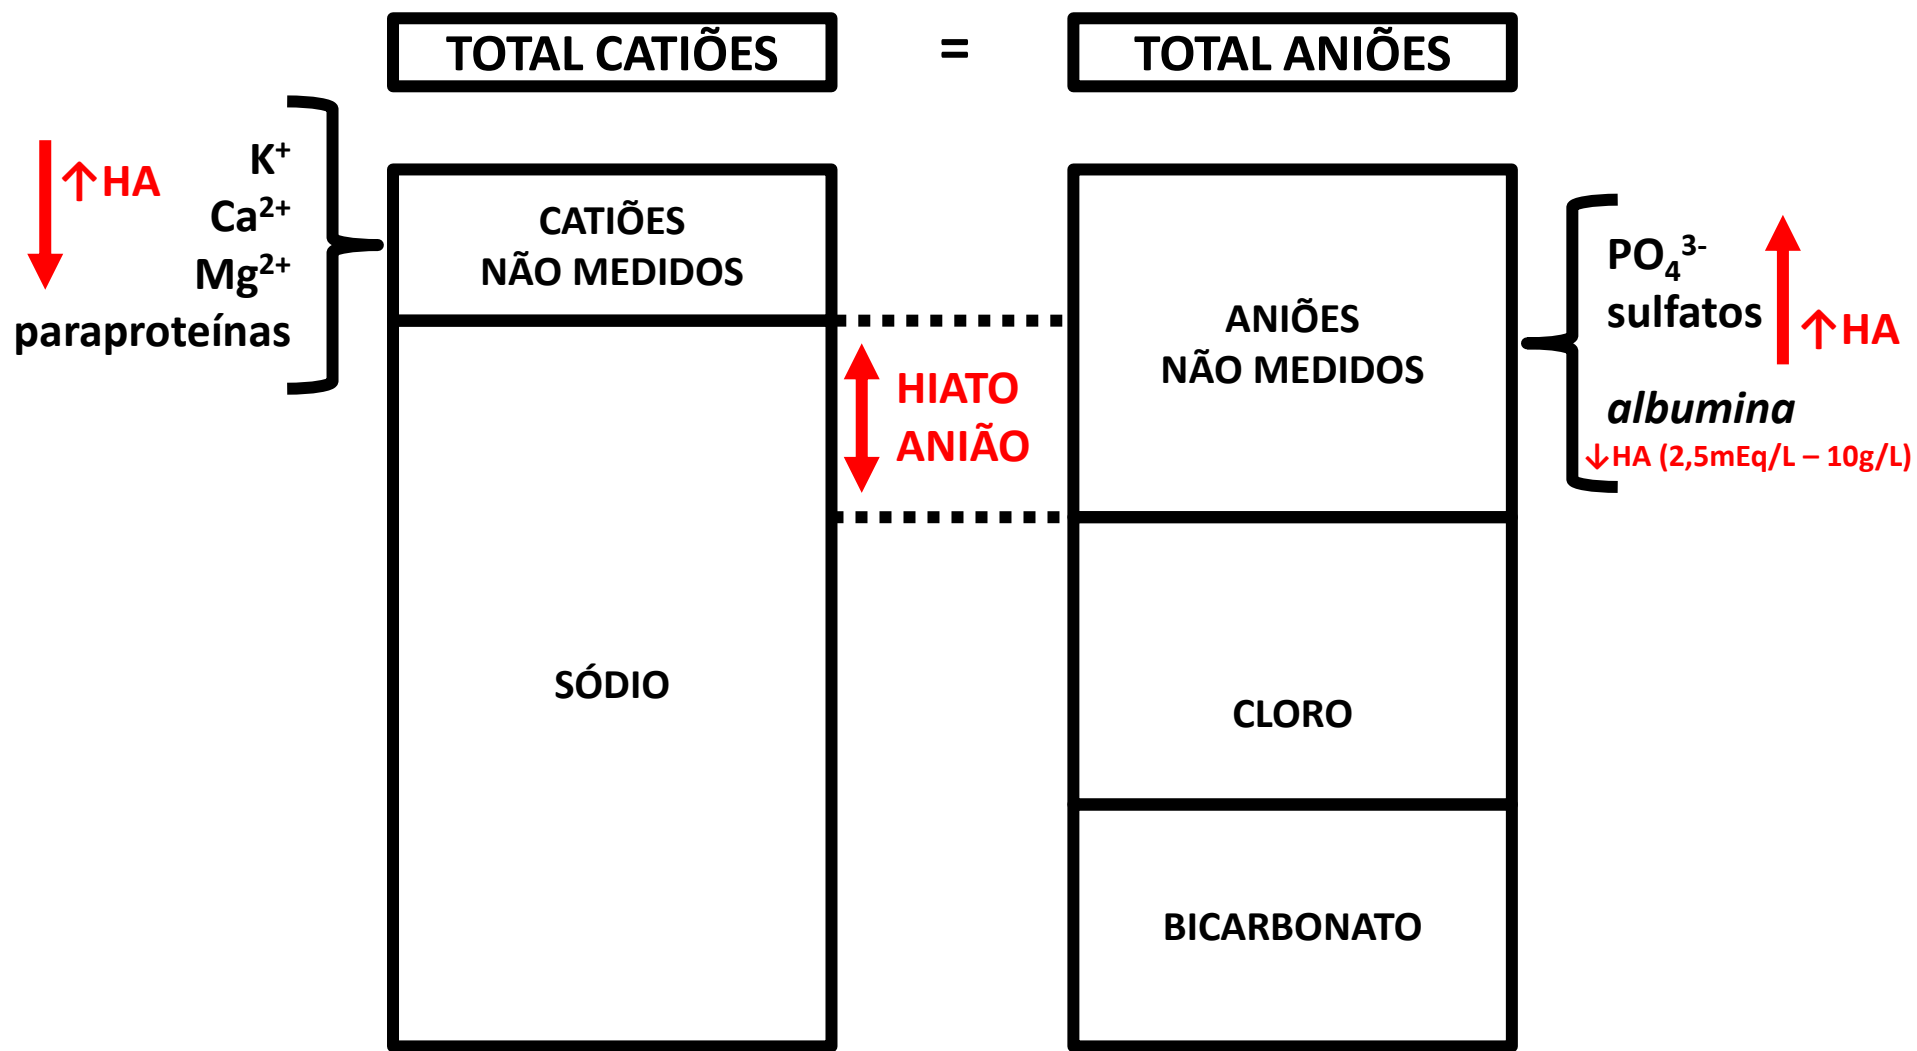 TOTAL CATIÕES = TOTAL ANIÕES
↑HA
K⁺
Ca²⁺
Mg²⁺
paraproteínas
CATIÕES
NÃO MEDIDOS
SÓDIO
HIATO
ANIÃO
ANIÕES
NÃO MEDIDOS
CLORO
BICARBONATO
PO₄³⁻
sulfatos
↑HA
albumina
↓HA (2,5mEq/L – 10g/L)